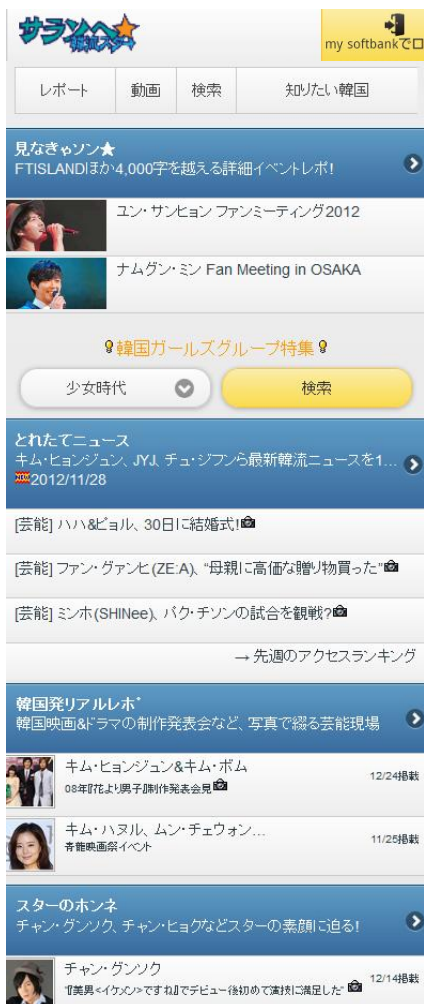 サランヘ★
韓流スター
my softbankでロ
レポート 動画 検索 知りたい韓国
見なきゃソン★
FTISLANDほか4,000字を越える詳細イベントレポ!
ユン・サンヒョン ファンミーティング2012
ナムグン・ミン Fan Meeting in OSAKA
韓国ガールズグループ特集
少女時代 検索
とれたてニュース
キム・ヒョンジュン、JYJ、チュ・ジフンら最新韓流ニュースを1...
NEW2012/11/28
[芸能] ハハ&ビョル、30日に結婚式!
[芸能] ファン・グァンヒ(ZE:A)、“母親に高価な贈り物買った”
[芸能] ミンホ(SHINee)、パク・チソンの試合を観戦?
→ 先週のアクセスランキング
韓国発リアルレポ
韓国映画&ドラマの制作発表会など、写真で綴る芸能現場
キム・ヒョンジュン&キム・ボム
08年『花より男子』制作発表会見 12/24掲載
キム・ハヌル、ムン・チェウォン...
青龍映画祭イベント 11/25掲載
スターのホンネ
チャン・グンソク、チャン・ヒョクなどスターの素顔に迫る!
チャン・グンソク
『美男<イケメン>ですね』でデビュー後初めて演技に満足した” 12/14掲載